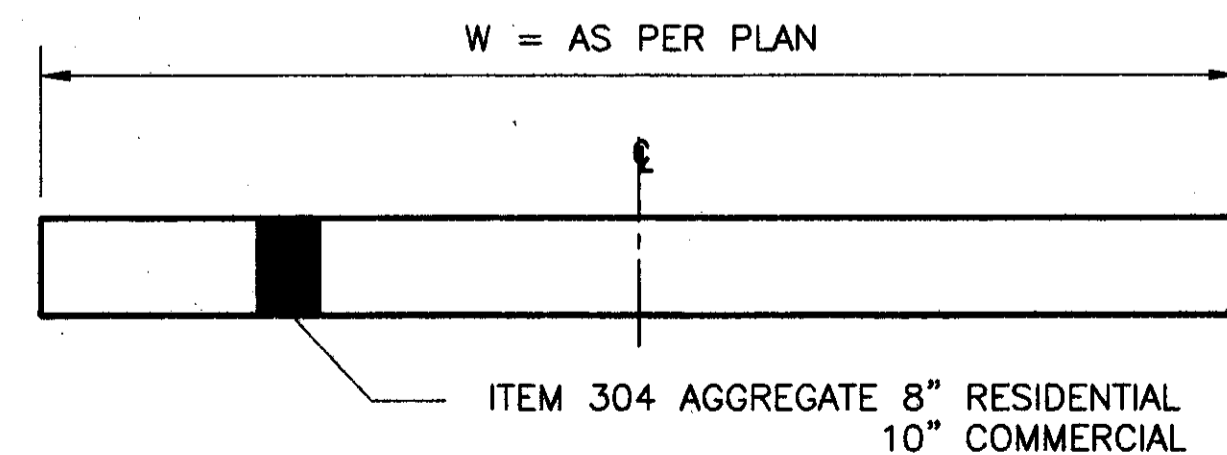 W = AS PER PLAN
℄
ITEM 304 AGGREGATE 8" RESIDENTIAL
10" COMMERCIAL